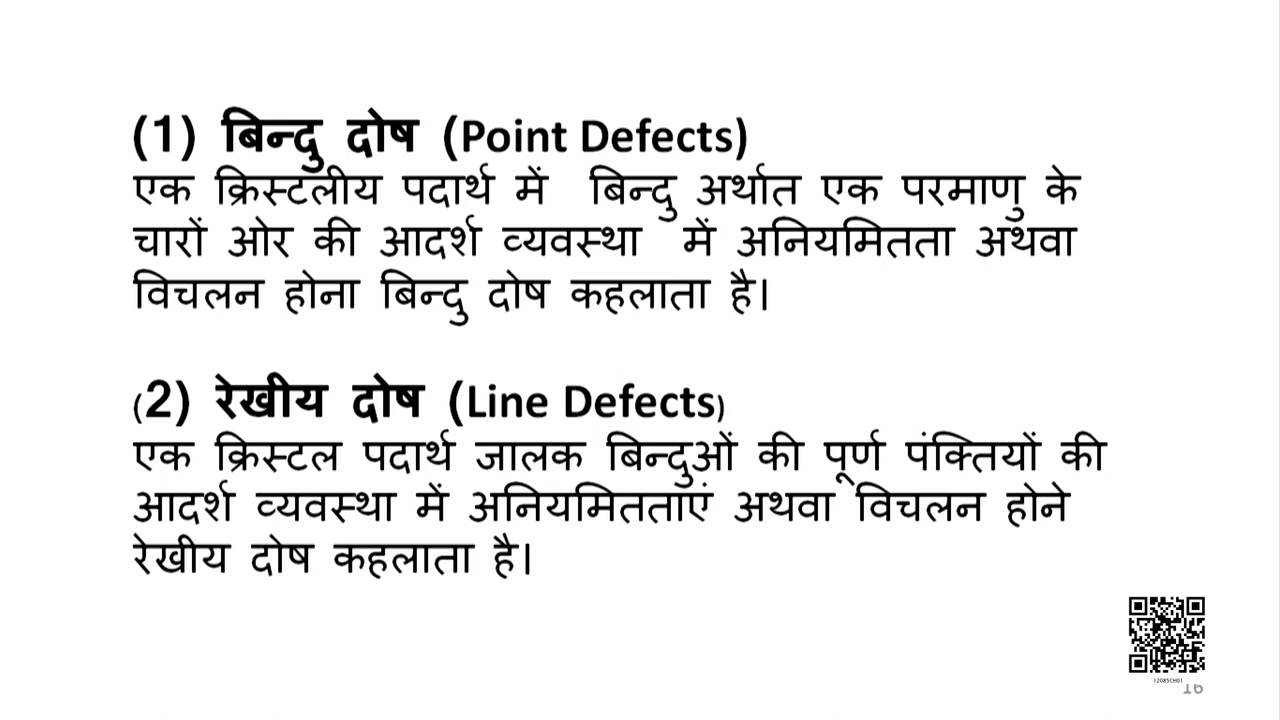 (1) बिन्दु दोष (Point Defects)
एक क्रिस्टलीय पदार्थ में बिन्दु अर्थात एक परमाणु के
चारों ओर की आदर्श व्यवस्था में अनियमितता अथवा
विचलन होना बिन्दु दोष कहलाता है।
(2) रेखीय दोष (Line Defects)
एक क्रिस्टल पदार्थ जालक बिन्दुओं की पूर्ण पंक्तियों की
आदर्श व्यवस्था में अनियमितताएं अथवा विचलन होने
रेखीय दोष कहलाता है।
12085CH01
16